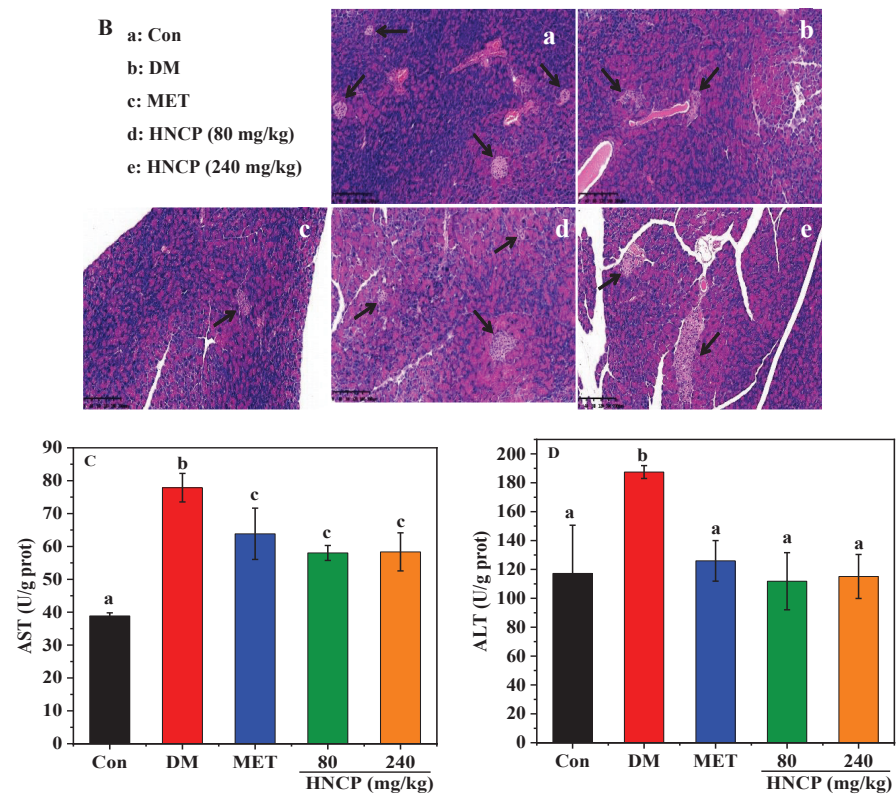 B
a: Con
b: DM
c: MET
d: HNCP (80 mg/kg)
e: HNCP (240 mg/kg)
a
b
c
d
e
C
AST (U/g prot)
90
80
70
60
50
40
30
20
10
0
a
b
c
c
c
Con DM MET 80 240
HNCP (mg/kg)
D
ALT (U/g prot)
200
180
160
140
120
100
80
60
40
20
0
a
b
a
a
a
Con DM MET 80 240
HNCP (mg/kg)